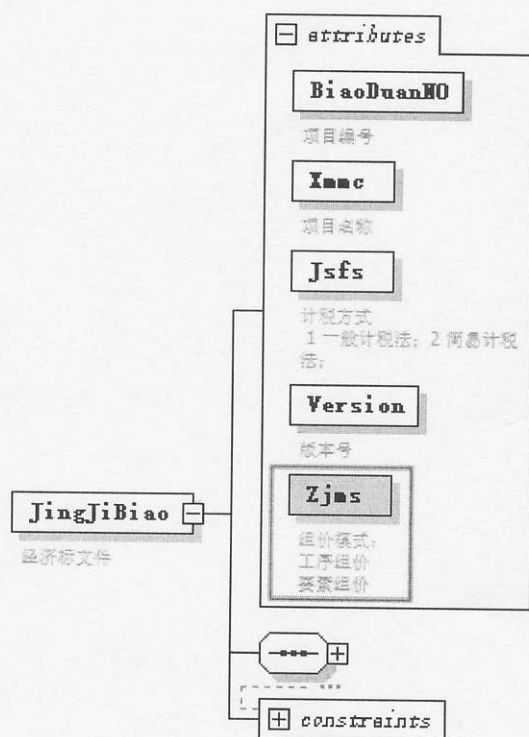 attributes
BiaoDuanNO
项目编号
Xmmc
项目名称
Jsfs
计税方式
1 一般计税法；2 简易计税
法；
Version
版本号
Zjms
组价模式：
工序组价
要素组价
JingJiBiao
经济标文件
constraints